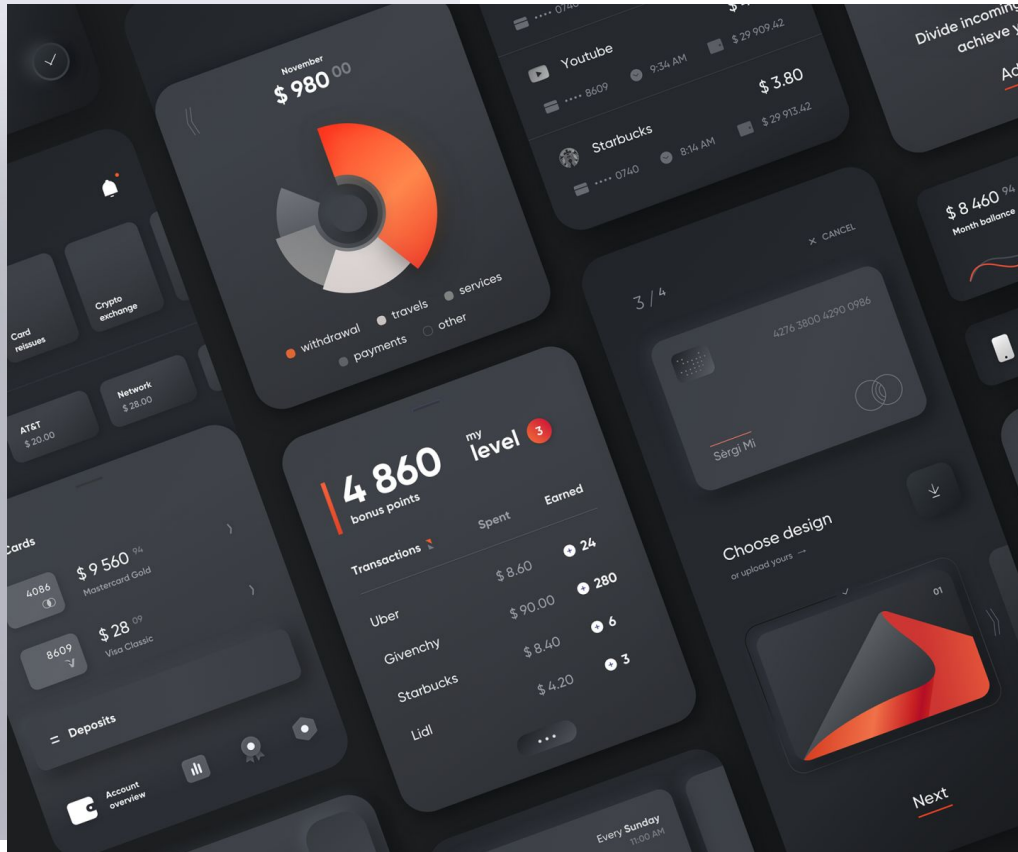 November
$ 980 00
withdrawal
travels
services
payments
other
•••• 0740
Youtube
•••• 8609
9:34 AM
$ 29 909.42
Starbucks
$ 3.80
•••• 0740
8:14 AM
$ 29 913.42
Divide incoming
achieve y
Ad
$ 8 460 94
Month ballance
Card
reissues
Crypto
exchange
AT&T
$ 20.00
Network
$ 28.00
Cards
4086
$ 9 560 94
Mastercard Gold
8609
$ 28 09
Visa Classic
Deposits
Account
overview
4 860
bonus points
my
level 3
Transactions
Spent
Earned
Uber
$ 8.60
24
Givenchy
$ 90.00
280
Starbucks
$ 8.40
6
Lidl
$ 4.20
3
Every Sunday
11:00 AM
× CANCEL
3 / 4
4276 3800 4290 0986
Sérgi Mi
Choose design
or upload yours →
01
Next